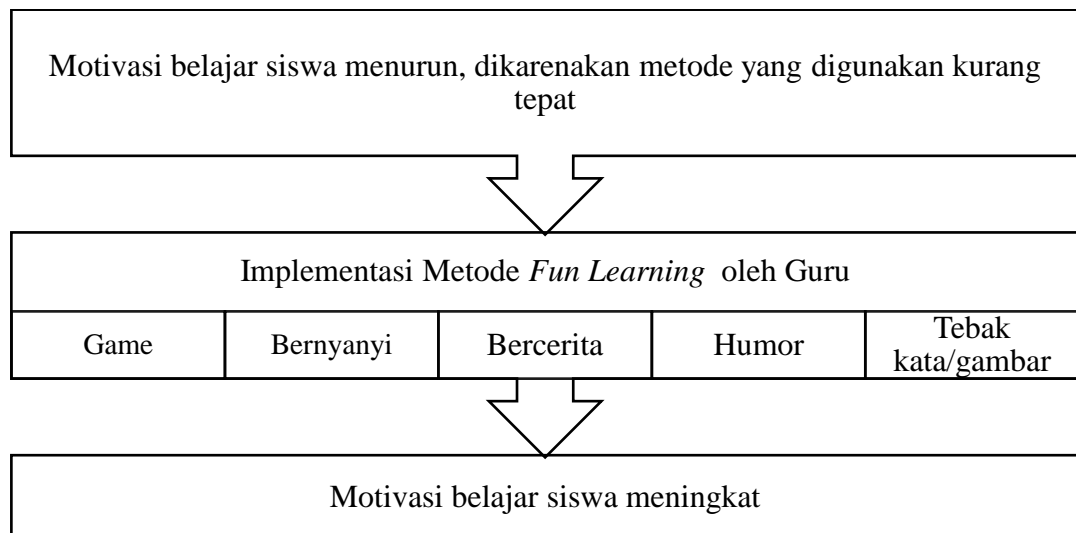 Motivasi belajar siswa menurun, dikarenakan metode yang digunakan kurang
tepat
Implementasi Metode Fun Learning oleh Guru
Game
Bernyanyi
Bercerita
Humor
Tebak
kata/gambar
Motivasi belajar siswa meningkat